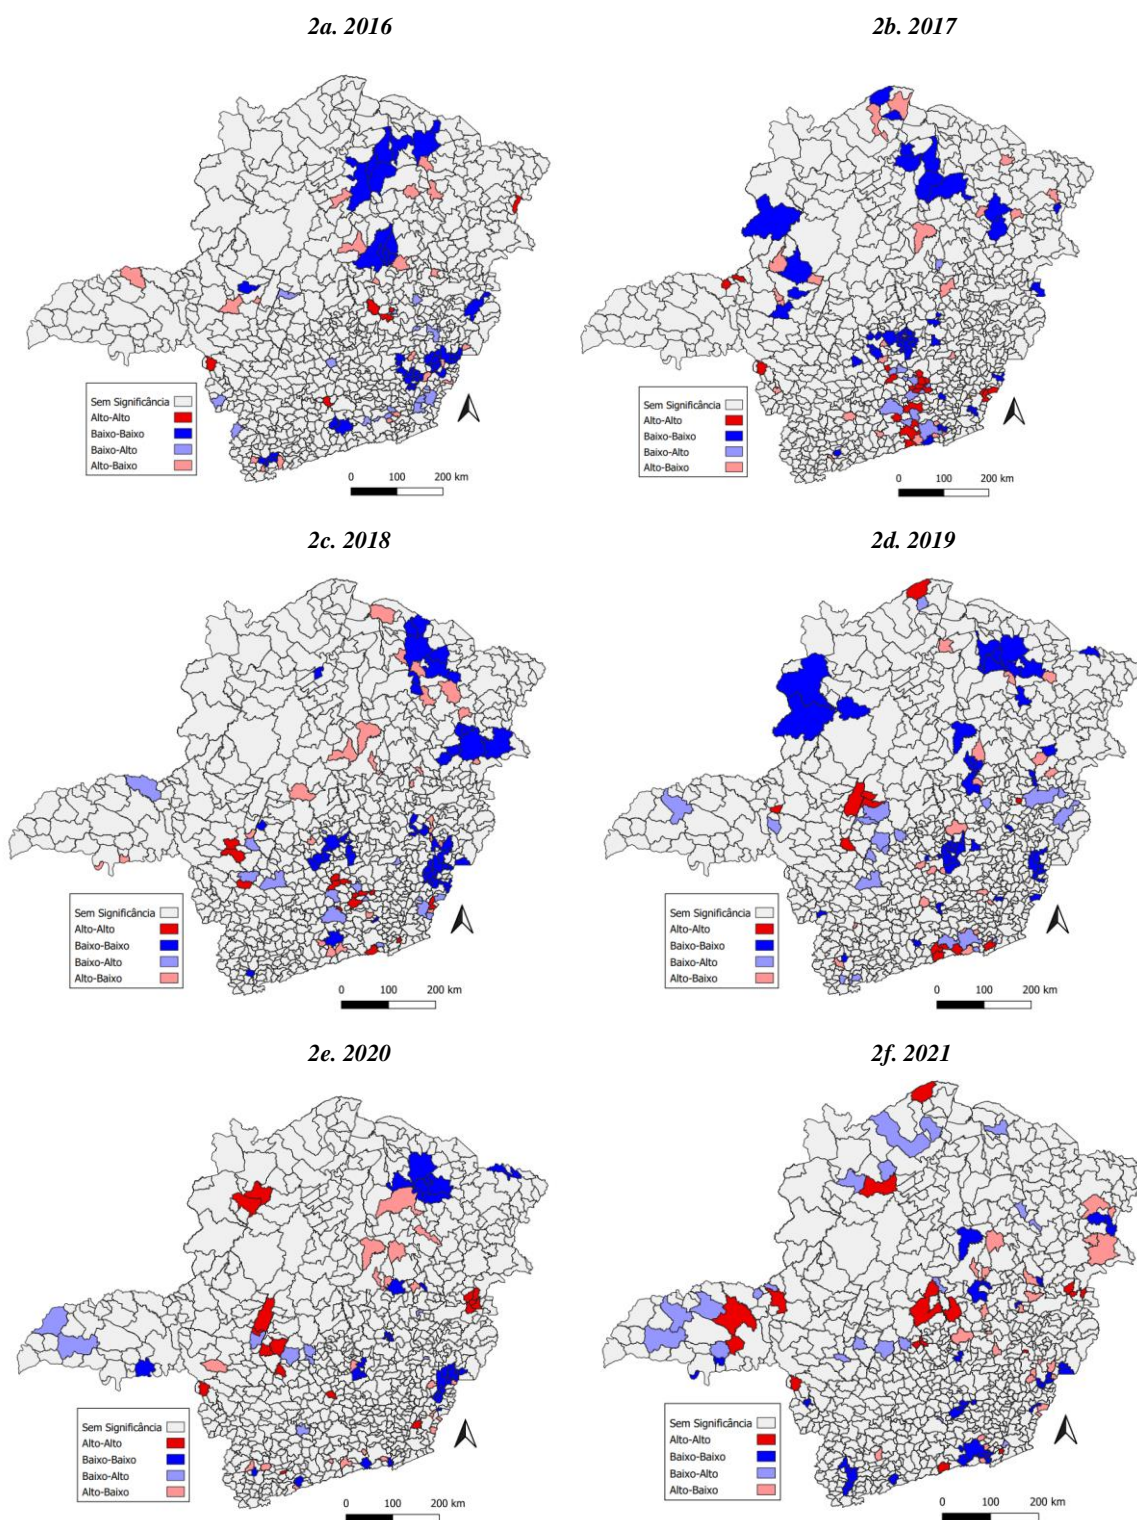 2a. 2016
2b. 2017
Sem Significância
Alto-Alto
Baixo-Baixo
Baixo-Alto
Alto-Baixo
0 100 200 km
Sem Significância
Alto-Alto
Baixo-Baixo
Baixo-Alto
Alto-Baixo
0 100 200 km
2c. 2018
2d. 2019
Sem Significância
Alto-Alto
Baixo-Baixo
Baixo-Alto
Alto-Baixo
0 100 200 km
Sem Significância
Alto-Alto
Baixo-Baixo
Baixo-Alto
Alto-Baixo
0 100 200 km
2e. 2020
2f. 2021
Sem Significância
Alto-Alto
Baixo-Baixo
Baixo-Alto
Alto-Baixo
0 100 200 km
Sem Significância
Alto-Alto
Baixo-Baixo
Baixo-Alto
Alto-Baixo
0 100 200 km